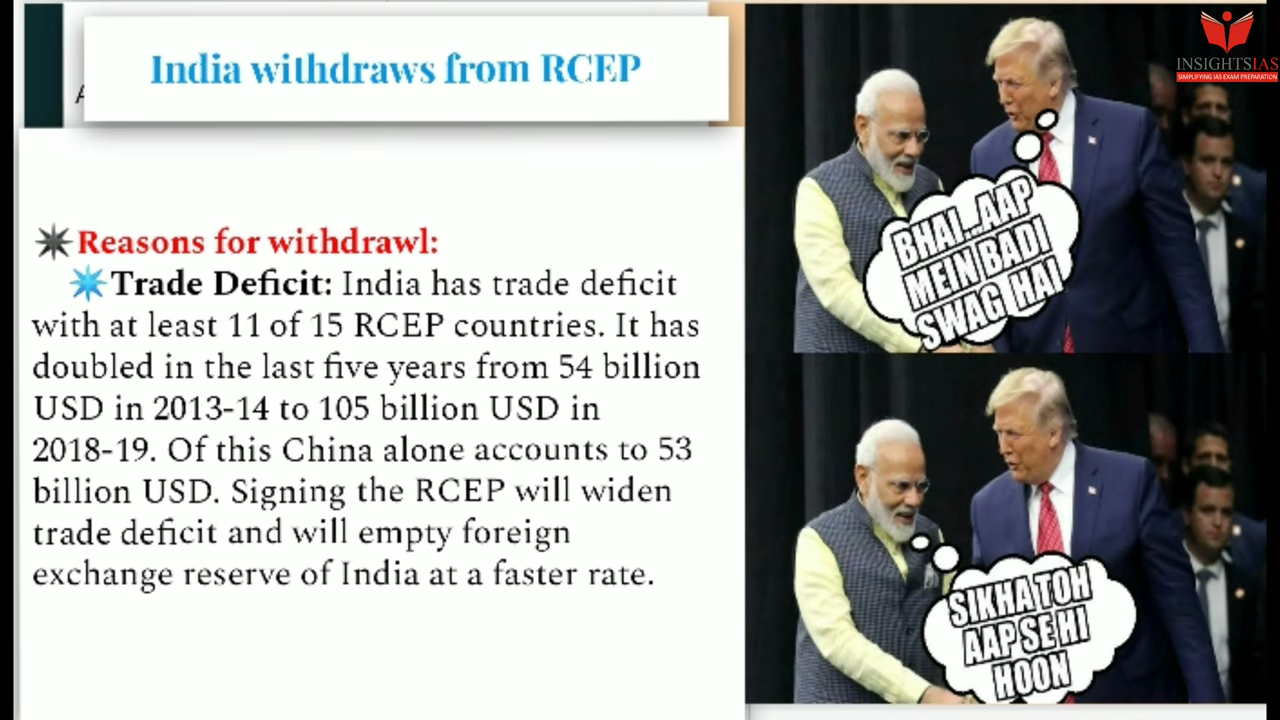 India withdraws from RCEP
A
Reasons for withdrawl:
Trade Deficit: India has trade deficit
with at least 11 of 15 RCEP countries. It has
doubled in the last five years from 54 billion
USD in 2013-14 to 105 billion USD in
2018-19. Of this China alone accounts to 53
billion USD. Signing the RCEP will widen
trade deficit and will empty foreign
exchange reserve of India at a faster rate.
INSIGHTSIAS
SIMPLIFYING IAS EXAM PREPARATION
BHAI...AAP
MEIN BADI
SWAG HAI
SIKHA TOH
AAP SE HI
HOON